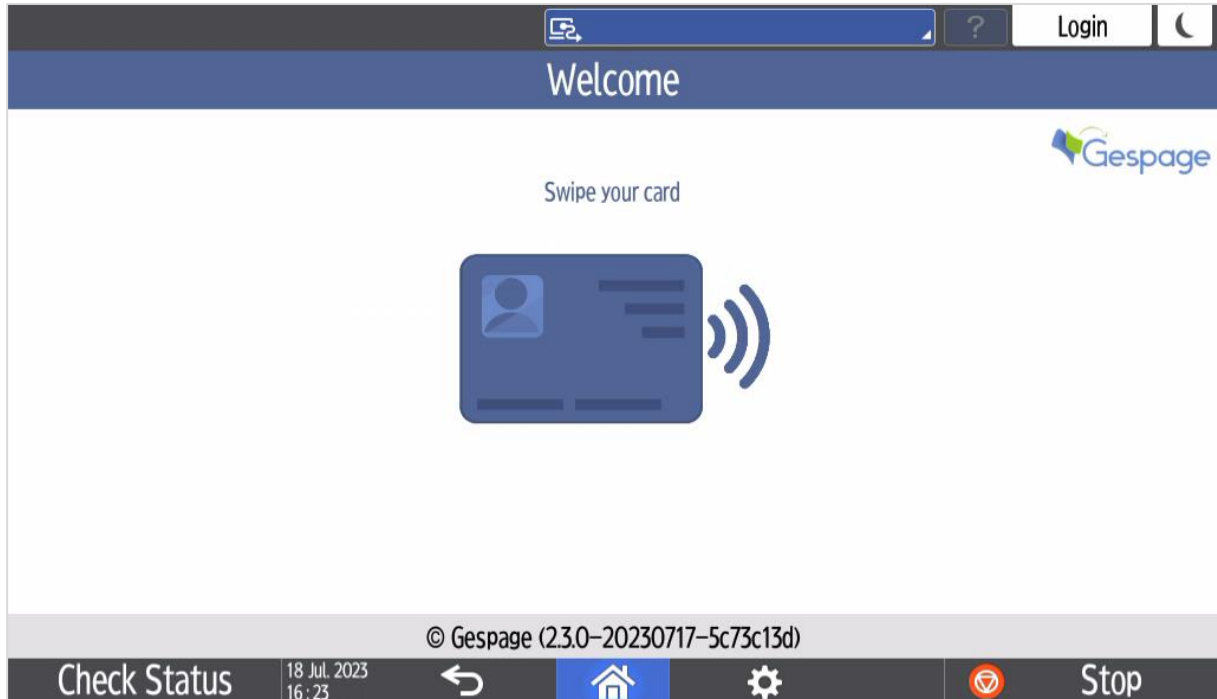 ? Login
Welcome
Gespage
Swipe your card
© Gespage (2.3.0-20230717-5c73c13d)
Check Status
18 Jul. 2023
16:23
Stop